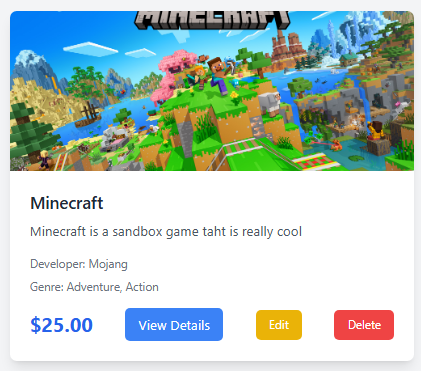 MINECRAFT
Minecraft
Minecraft is a sandbox game taht is really cool
Developer: Mojang
Genre: Adventure, Action
$25.00 View Details Edit Delete